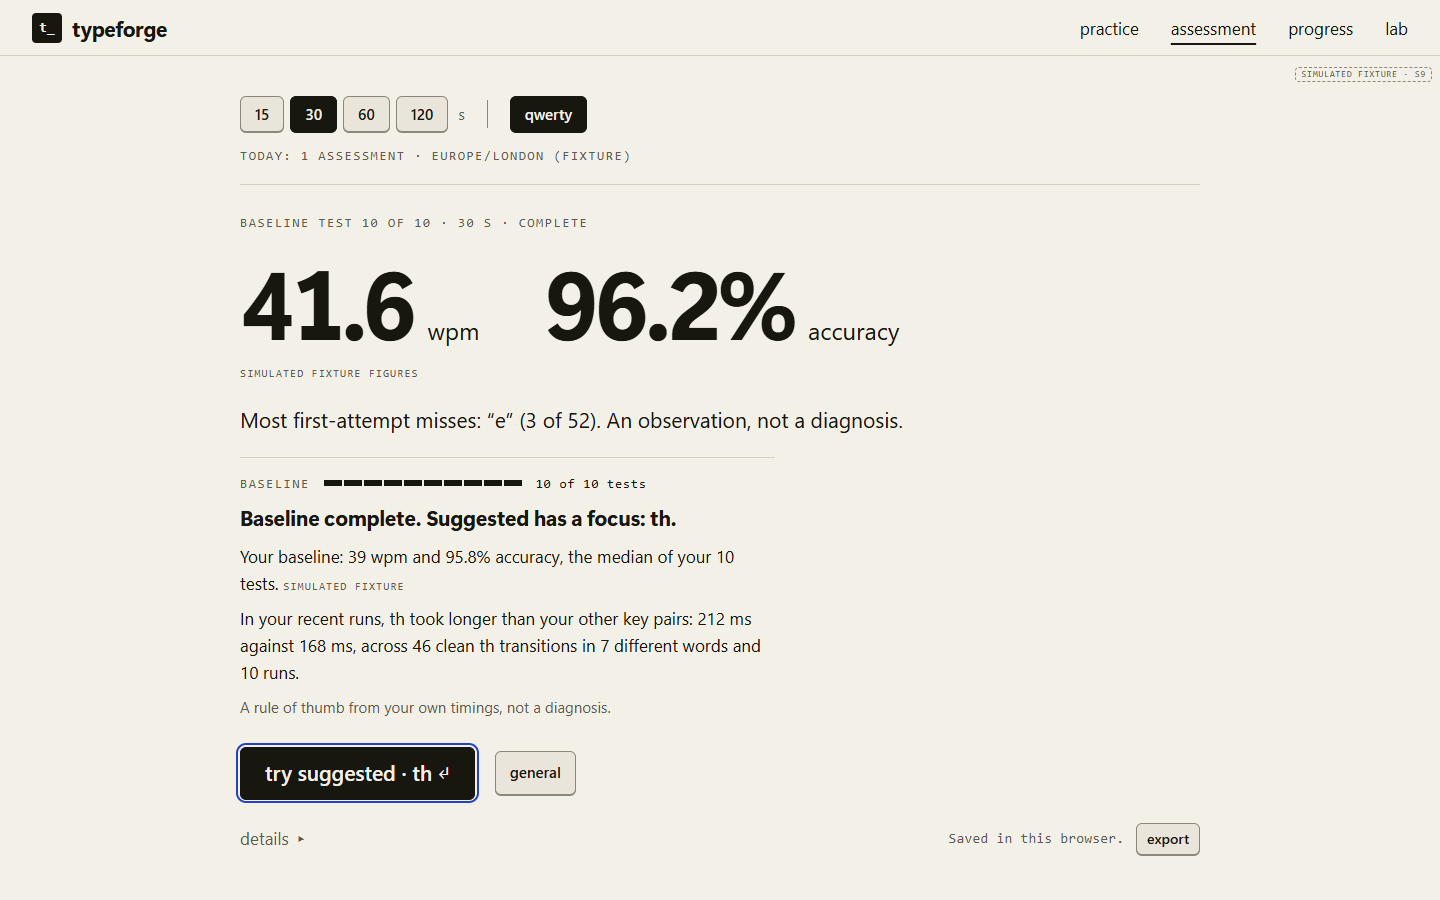 t_ typeforge
practice assessment progress lab
SIMULATED FIXTURE · S9
15 30 60 120 s qwerty
TODAY: 1 ASSESSMENT · EUROPE/LONDON (FIXTURE)
BASELINE TEST 10 OF 10 · 30 S · COMPLETE
41.6 wpm 96.2% accuracy
SIMULATED FIXTURE FIGURES
Most first-attempt misses: “e” (3 of 52). An observation, not a diagnosis.
BASELINE 10 of 10 tests
Baseline complete. Suggested has a focus: th.
Your baseline: 39 wpm and 95.8% accuracy, the median of your 10
tests. SIMULATED FIXTURE
In your recent runs, th took longer than your other key pairs: 212 ms
against 168 ms, across 46 clean th transitions in 7 different words and
10 runs.
A rule of thumb from your own timings, not a diagnosis.
try suggested · th ↵ general
details ▸ Saved in this browser. export